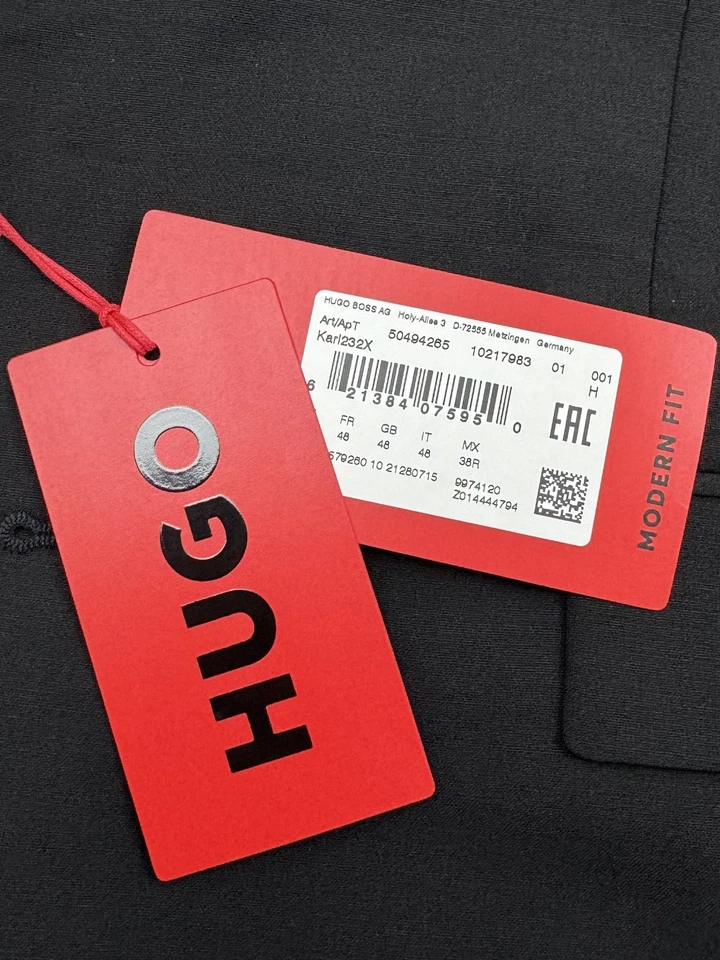 HUGO
HUGO BOSS AG Holy-Allee 3 D-72555 Metzingen Germany
Art/ApT 50494265 10217983 01 001
Karl232X H
6 21384 07595 0
EAC
FR GB IT MX
48 48 48 38R
579260 10 21280715 9974120
Z014444794
MODERN FIT